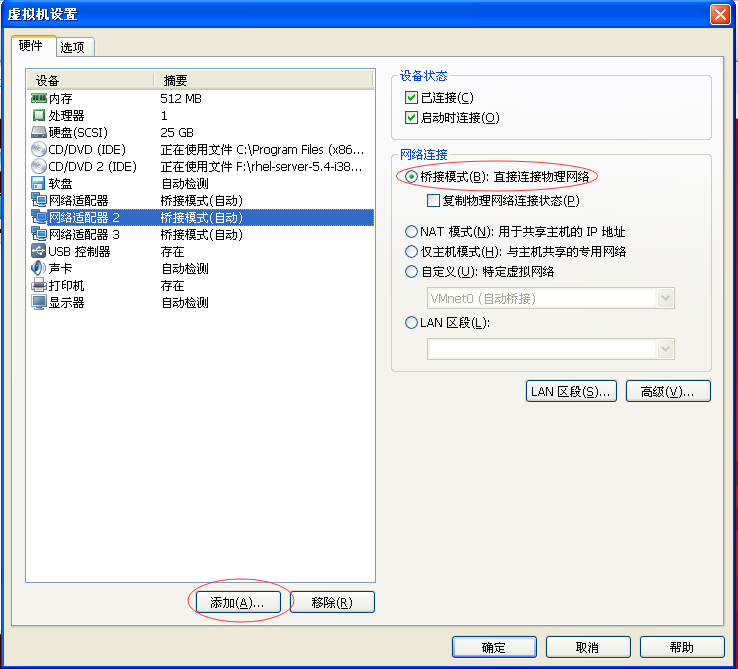 虚拟机设置
硬件 选项
设备 摘要
内存 512 MB
处理器 1
硬盘(SCSI) 25 GB
CD/DVD (IDE) 正在使用文件 C:\Program Files (x86...
CD/DVD 2 (IDE) 正在使用文件 F:\rhel-server-5.4-i38...
软盘 自动检测
网络适配器 桥接模式(自动)
网络适配器 2 桥接模式(自动)
网络适配器 3 桥接模式(自动)
USB 控制器 存在
声卡 自动检测
打印机 存在
显示器 自动检测
添加(A)... 移除(R)
设备状态
已连接(C)
启动时连接(O)
网络连接
桥接模式(B): 直接连接物理网络
复制物理网络连接状态(P)
NAT 模式(N): 用于共享主机的 IP 地址
仅主机模式(H): 与主机共享的专用网络
自定义(U): 特定虚拟网络
VMnet0 (自动桥接)
LAN 区段(L):
LAN 区段(S)... 高级(V)...
确定 取消 帮助